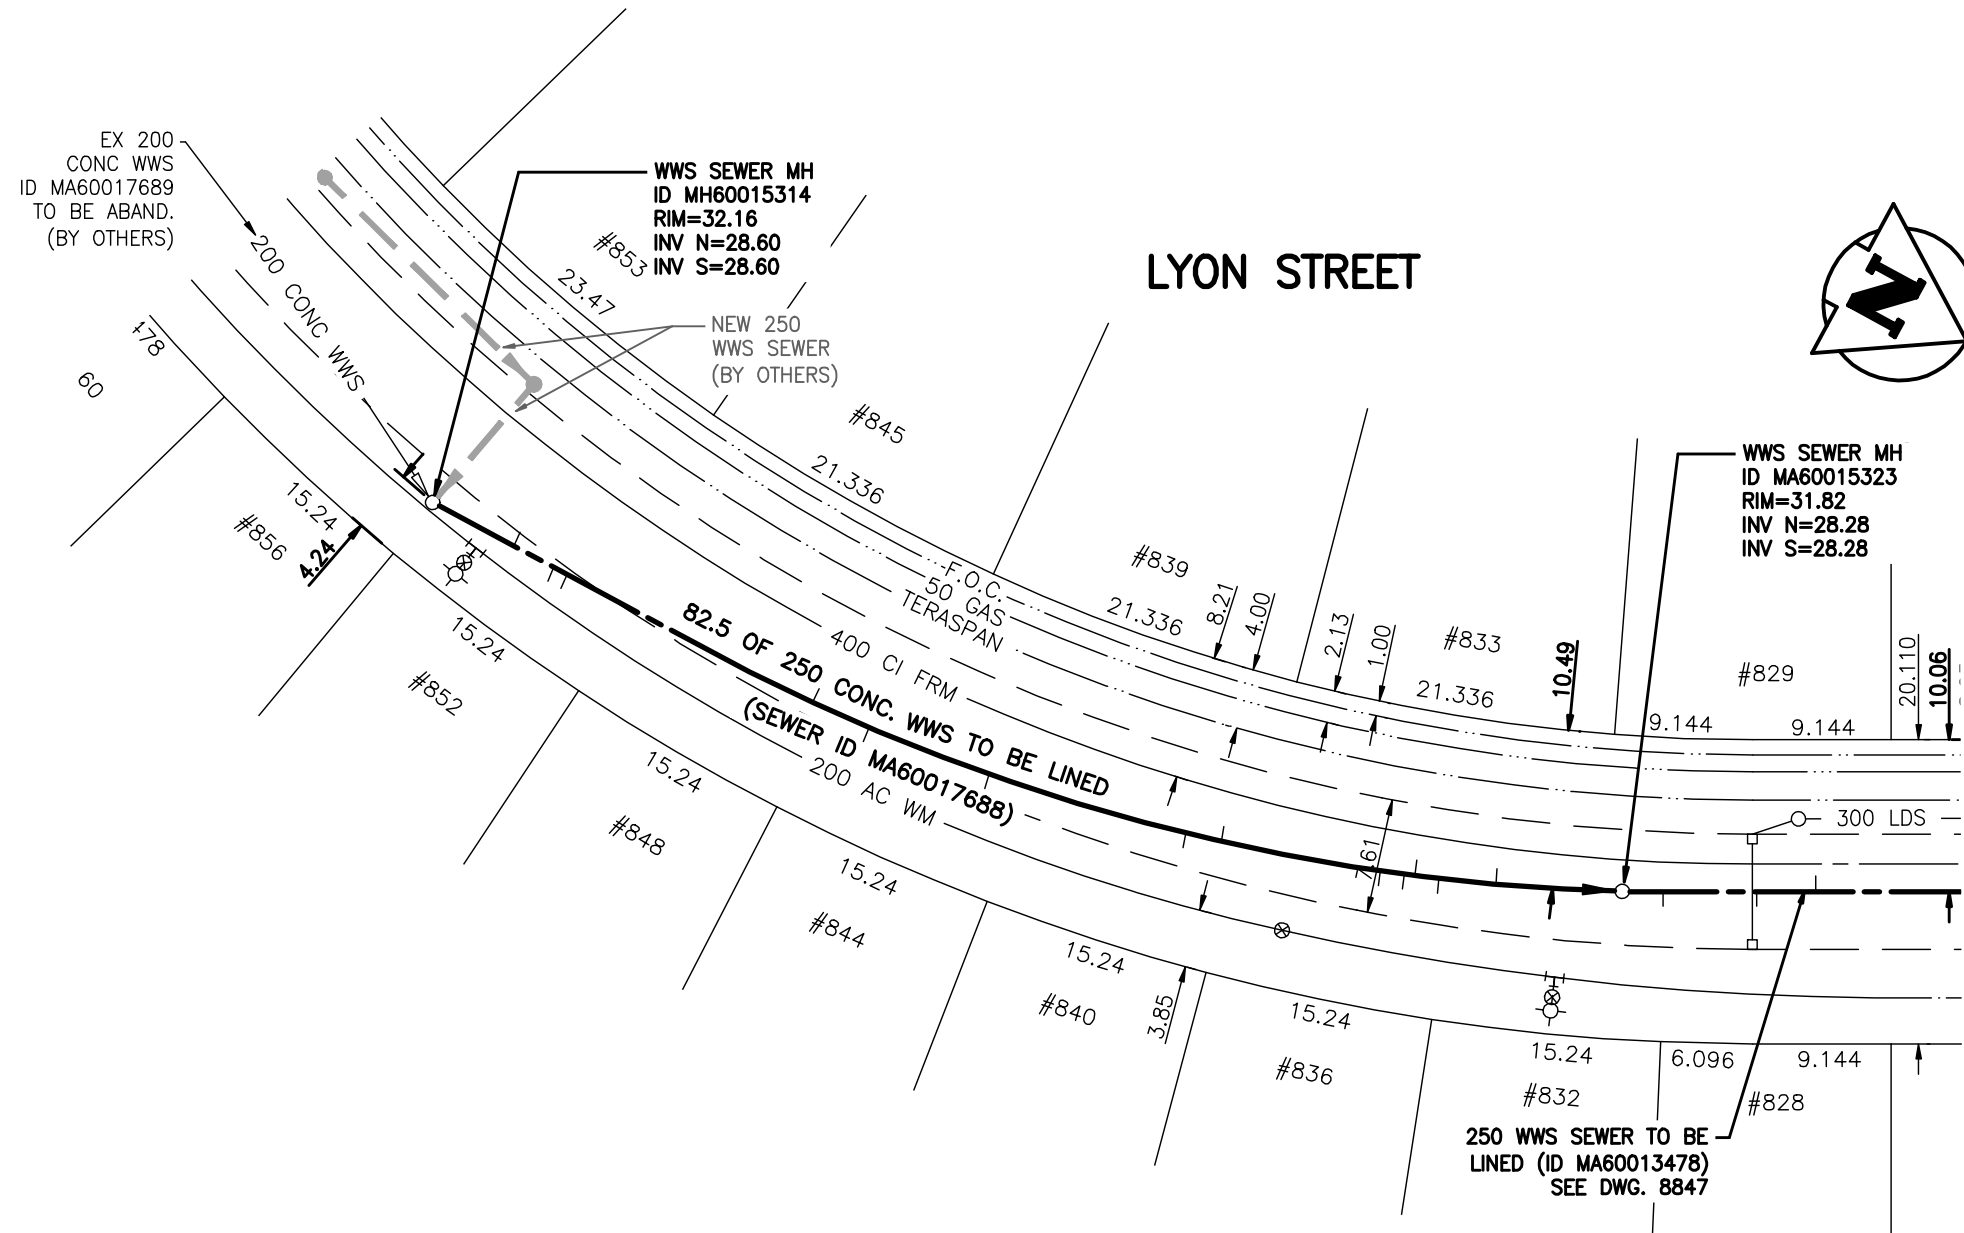 EX 200
CONC WWS
ID MA60017689
TO BE ABAND.
(BY OTHERS)
200 CONC WWS
WWS SEWER MH
ID MH60015314
RIM=32.16
INV N=28.60
INV S=28.60
NEW 250
WWS SEWER
(BY OTHERS)
LYON STREET
N
WWS SEWER MH
ID MA60015323
RIM=31.82
INV N=28.28
INV S=28.28
#853
23.47
#845
21.336
#839
21.336
8.21
4.00
2.13
1.00
#833
21.336
10.49
#829
9.144
9.144
20.110
10.06
F.O.C.
50 GAS
TERASPAN
400 CI FRM
82.5 OF 250 CONC. WWS TO BE LINED
(SEWER ID MA60017688)
200 AC WM
7.61
300 LDS
478
60
15.24
#856
4.24
15.24
#852
15.24
#848
15.24
#844
15.24
#840
3.85
15.24
#836
15.24
#832
6.096
9.144
#828
250 WWS SEWER TO BE
LINED (ID MA60013478)
SEE DWG. 8847